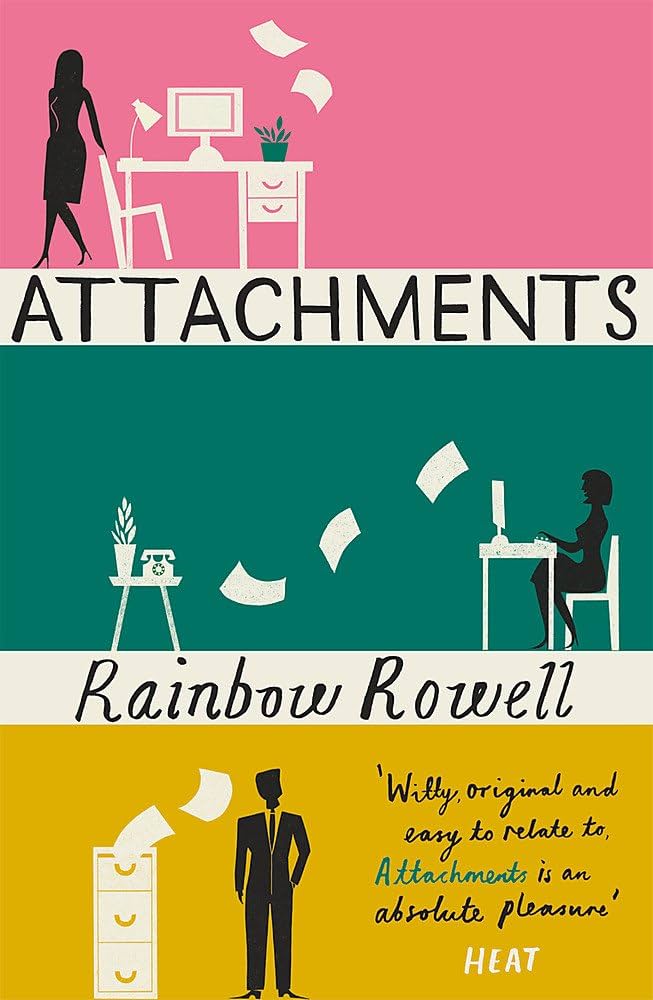 ATTACHMENTS
Rainbow Rowell
'Witty, original and
easy to relate to,
Attachments is an
absolute pleasure'
HEAT